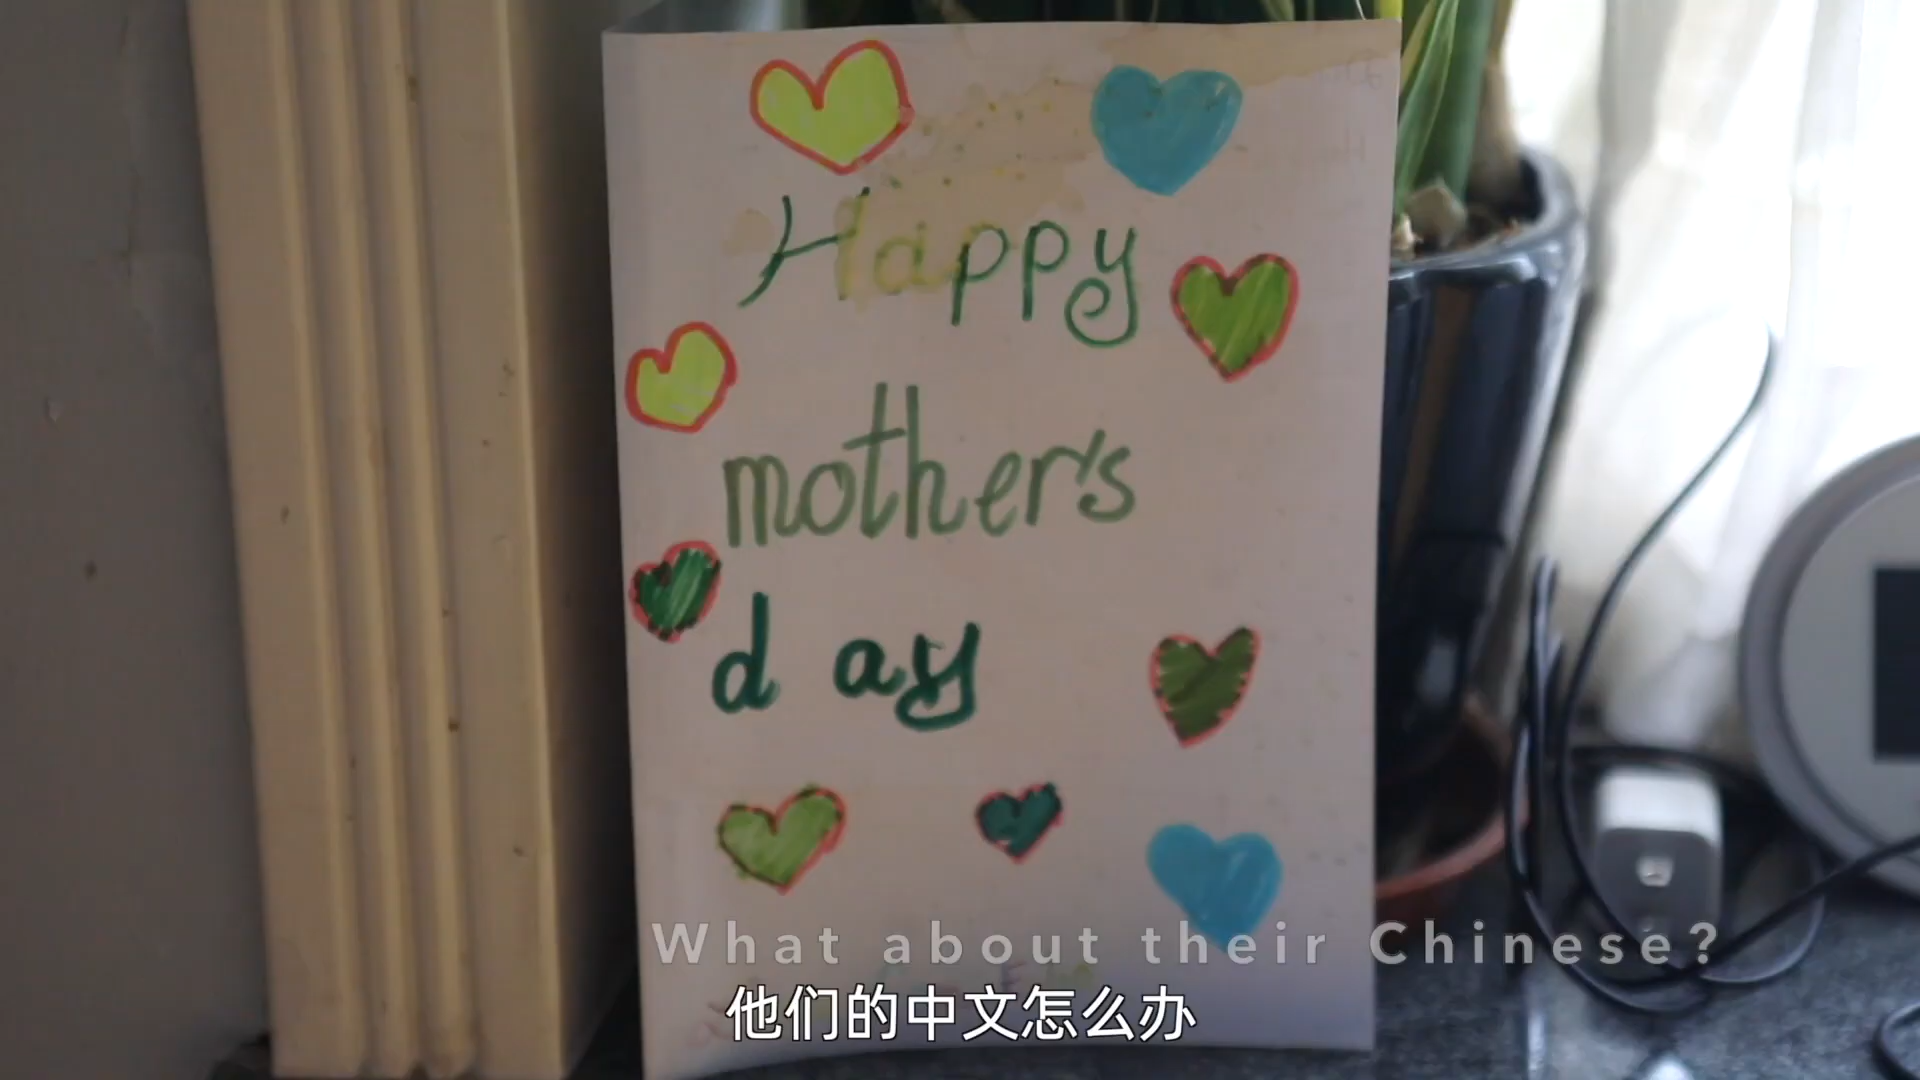 Happy
mother's
day
What about their Chinese?
他们的中文怎么办